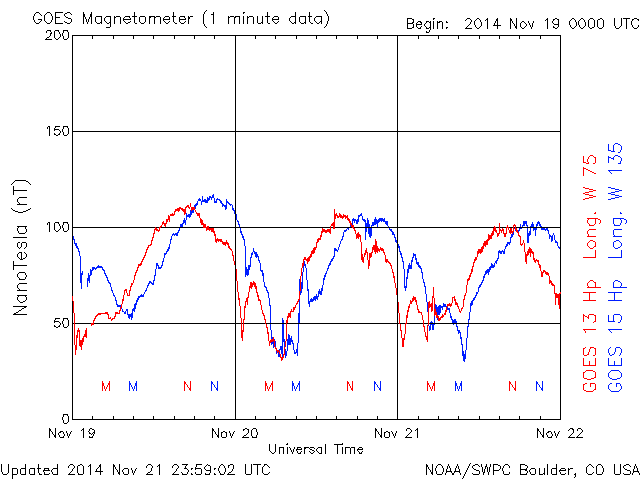 GOES Magnetometer (1 minute data)
Begin: 2014 Nov 19 0000 UTC
200
150
100
50
0
NanoTesla (nT)
M M N N M M N N M M N N
Nov 19 Nov 20 Nov 21 Nov 22
Universal Time
GOES 13 Hp Long. W 75
GOES 15 Hp Long. W 135
Updated 2014 Nov 21 23:59:02 UTC
NOAA/SWPC Boulder, CO USA